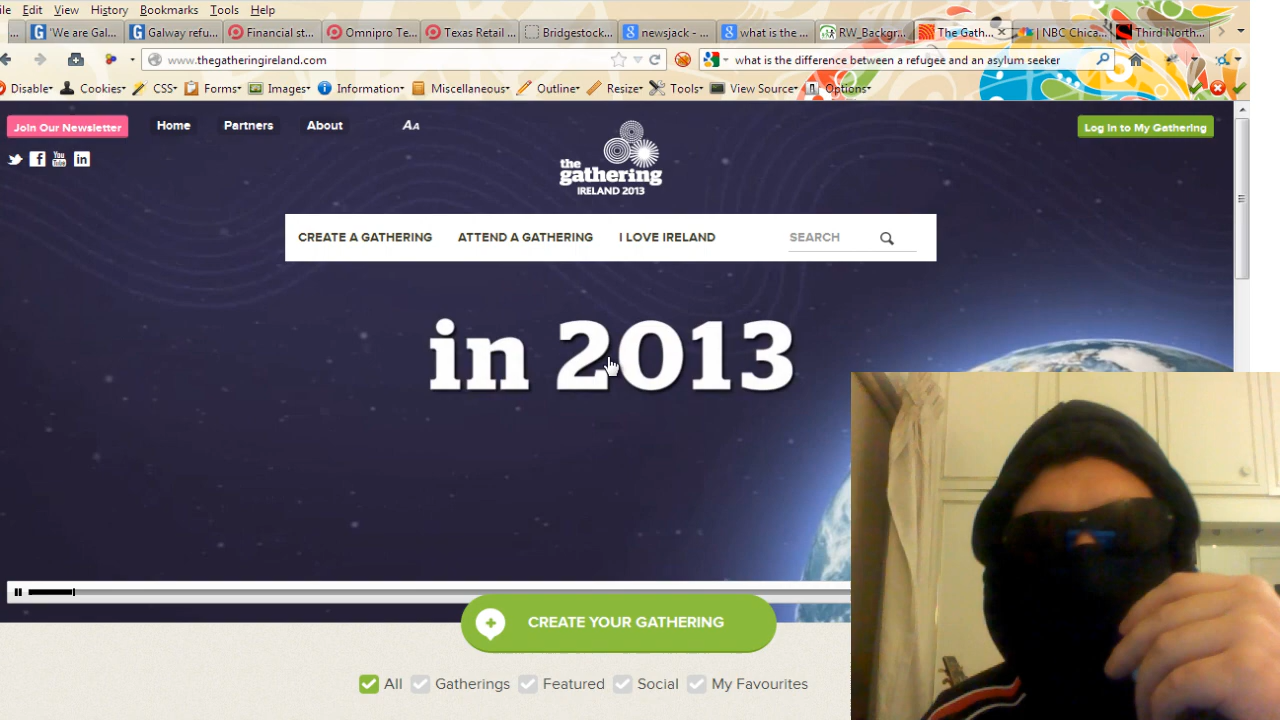 ile Edit View History Bookmarks Tools Help
... 'We are Gal... Galway refu... Financial st... Omnipro Te... Texas Retail ... Bridgestock... newsjack - ... what is the ... RW_Backgr... The Gath... NBC Chica... Third North...
www.thegatheringireland.com what is the difference between a refugee and an asylum seeker
Disable Cookies CSS Forms Images Information Miscellaneous Outline Resize Tools View Source Options
Join Our Newsletter Home Partners About AA Log In to My Gathering
You Tube f in
the
gathering
IRELAND 2013
CREATE A GATHERING ATTEND A GATHERING I LOVE IRELAND SEARCH
in 2013
CREATE YOUR GATHERING
All Gatherings Featured Social My Favourites